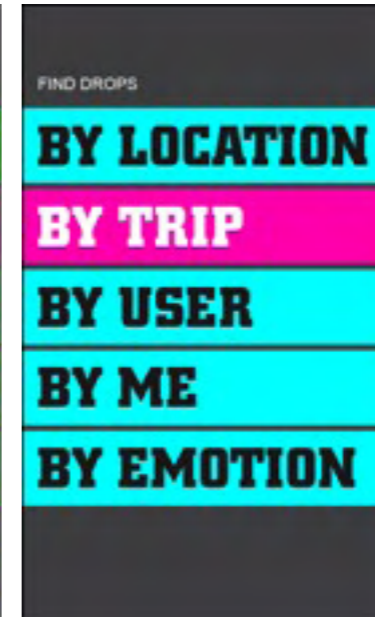 FIND DROPS
BY LOCATION
BY TRIP
BY USER
BY ME
BY EMOTION